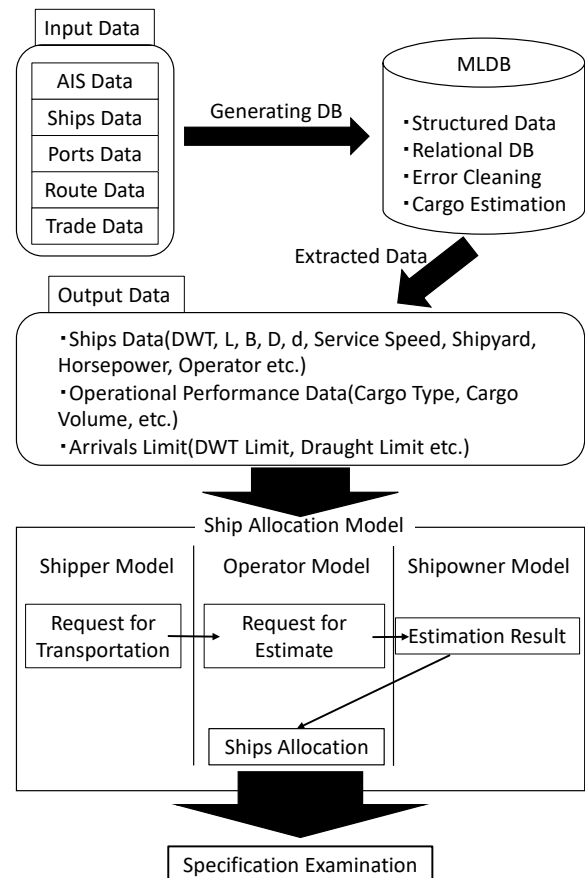 Input Data
AIS Data
Ships Data
Ports Data
Route Data
Trade Data
Generating DB
MLDB
・Structured Data
・Relational DB
・Error Cleaning
・Cargo Estimation
Extracted Data
Output Data
・Ships Data(DWT, L, B, D, d, Service Speed, Shipyard,
Horsepower, Operator etc.)
・Operational Performance Data(Cargo Type, Cargo
Volume, etc.)
・Arrivals Limit(DWT Limit, Draught Limit etc.)
Ship Allocation Model
Shipper Model
Operator Model
Shipowner Model
Request for
Transportation
Request for
Estimate
Estimation Result
Ships Allocation
Specification Examination